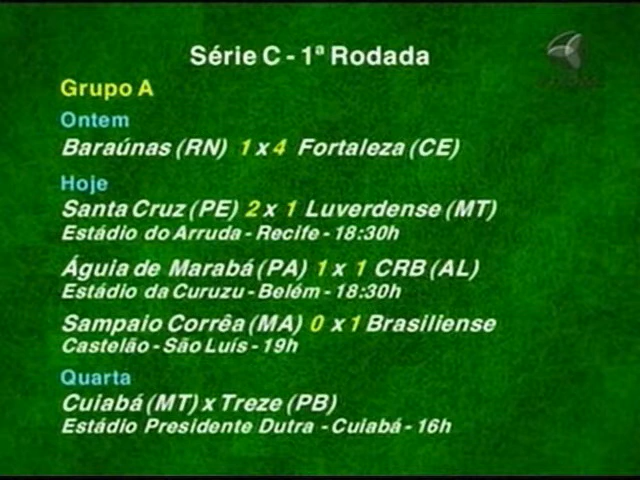 Série C - 1ª Rodada
Grupo A
Ontem
Baraúnas (RN) 1 x 4 Fortaleza (CE)
Hoje
Santa Cruz (PE) 2 x 1 Luverdense (MT)
Estádio do Arruda - Recife - 18:30h
Águia de Marabá (PA) 1 x 1 CRB (AL)
Estádio da Curuzu - Belém - 18:30h
Sampaio Corrêa (MA) 0 x 1 Brasiliense
Castelão - São Luís - 19h
Quarta
Cuiabá (MT) x Treze (PB)
Estádio Presidente Dutra - Cuiabá - 16h